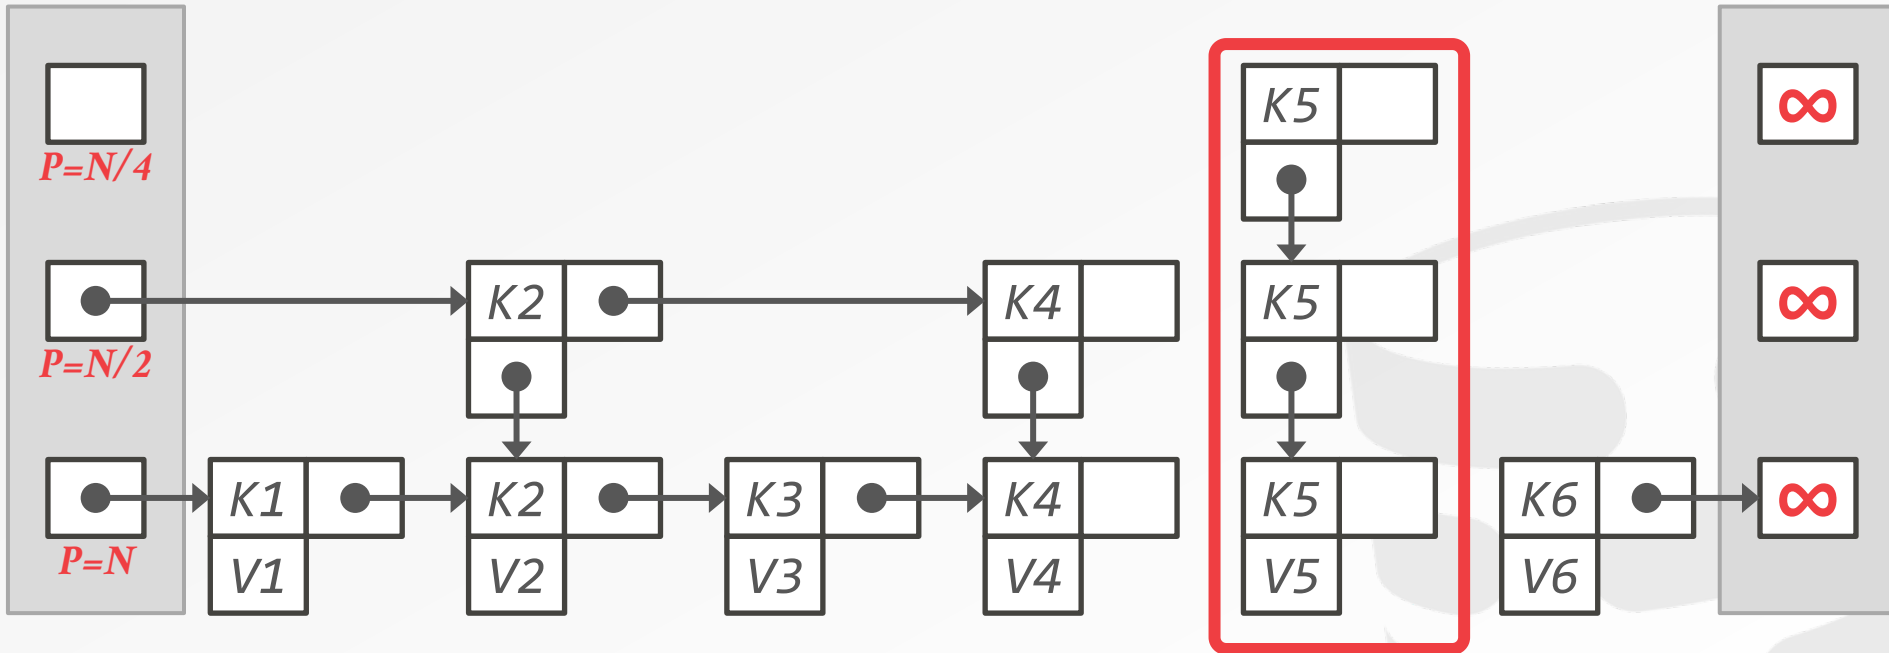 K5 ∞
P=N/4
K2 K4 K5 ∞
P=N/2
K1 K2 K3 K4 K5 K6 ∞
P=N
V1 V2 V3 V4 V5 V6